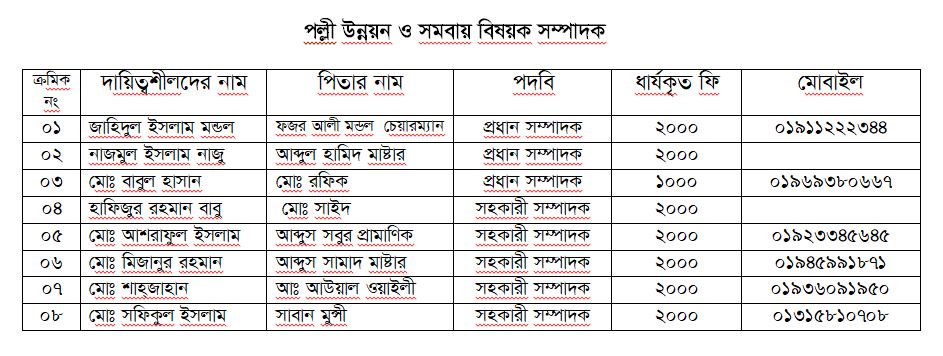 পল্লী উন্নয়ন ও সমবায় বিষয়ক সম্পাদক
ক্রমিক নং দায়িত্বশীলদের নাম পিতার নাম পদবি ধার্যকৃত ফি মোবাইল
০১ জাহিদুল ইসলাম মন্ডল ফজর আলী মন্ডল চেয়ারম্যান প্রধান সম্পাদক ২০০০ ০১৯১১২২২৩৪৪
০২ নাজমুল ইসলাম নাজু আব্দুল হামিদ মাষ্টার প্রধান সম্পাদক ২০০০
০৩ মোঃ বাবুল হাসান মোঃ রফিক প্রধান সম্পাদক ১০০০ ০১৯৬৯৩৮০৬৬৭
০৪ হাফিজুর রহমান বাবু মোঃ সাইদ সহকারী সম্পাদক ২০০০
০৫ মোঃ আশরাফুল ইসলাম আব্দুস সবুর প্রামাণিক সহকারী সম্পাদক ২০০০ ০১৯২৩৩৪৫৬৪৫
০৬ মোঃ মিজানুর রহমান আব্দুস সামাদ মাষ্টার সহকারী সম্পাদক ২০০০ ০১৯৪৫৯৯১৮৭১
০৭ মোঃ শাহ্জাহান আঃ আউয়াল ওয়াইলী সহকারী সম্পাদক ২০০০ ০১৯৩৬০৯১৯৫০
০৮ মোঃ সফিকুল ইসলাম সাবান মুন্সী সহকারী সম্পাদক ২০০০ ০১৩১৫৮১০৭০৮